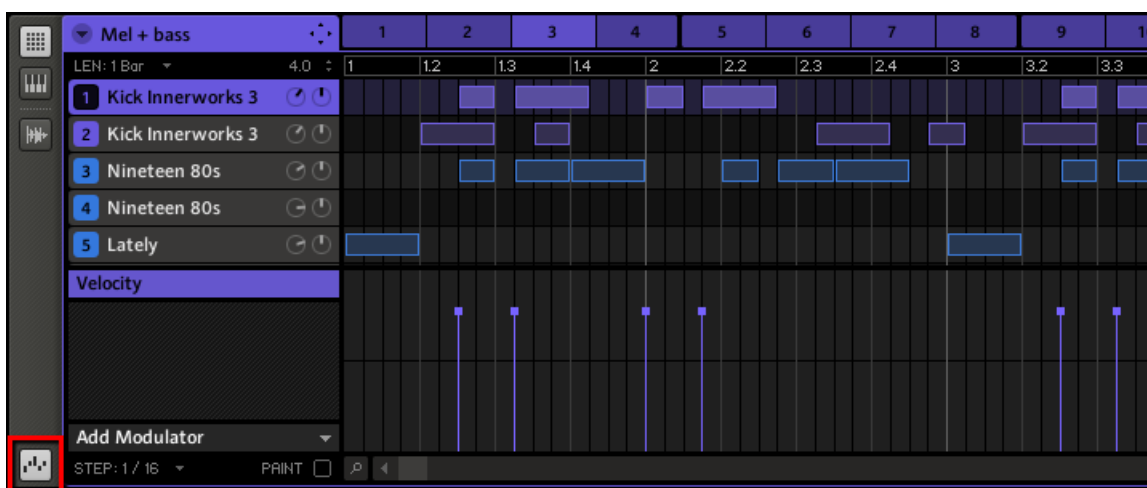 Mel + bass 1 2 3 4 5 6 7 8 9 1
LEN: 1 Bar 4.0 1 1.2 1.3 1.4 2 2.2 2.3 2.4 3 3.2 3.3
1 Kick Innerworks 3
2 Kick Innerworks 3
3 Nineteen 80s
4 Nineteen 80s
5 Lately
Velocity
Add Modulator
STEP: 1 / 16 PAINT